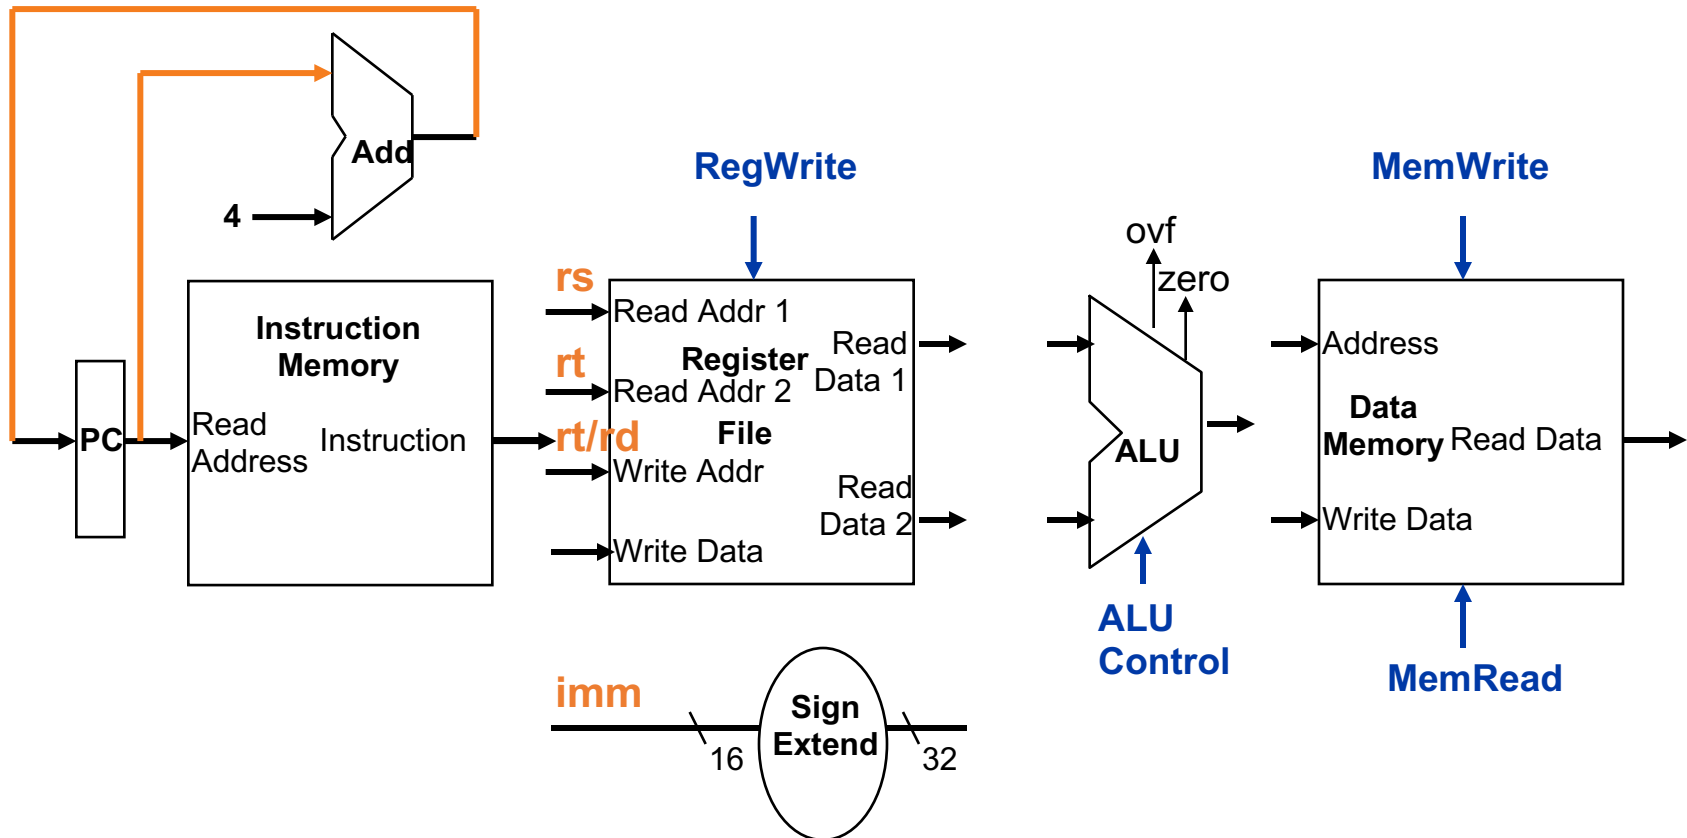 Add
4
RegWrite
MemWrite
ovf
zero
rs
Read Addr 1
Instruction
Memory
rt
Register
Read
Data 1
Read Addr 2
Address
PC
Read
Address
Instruction
rt/rd
File
Write Addr
ALU
Data
Memory
Read Data
Read
Data 2
Write Data
Write Data
ALU
Control
MemRead
imm
Sign
Extend
16
32